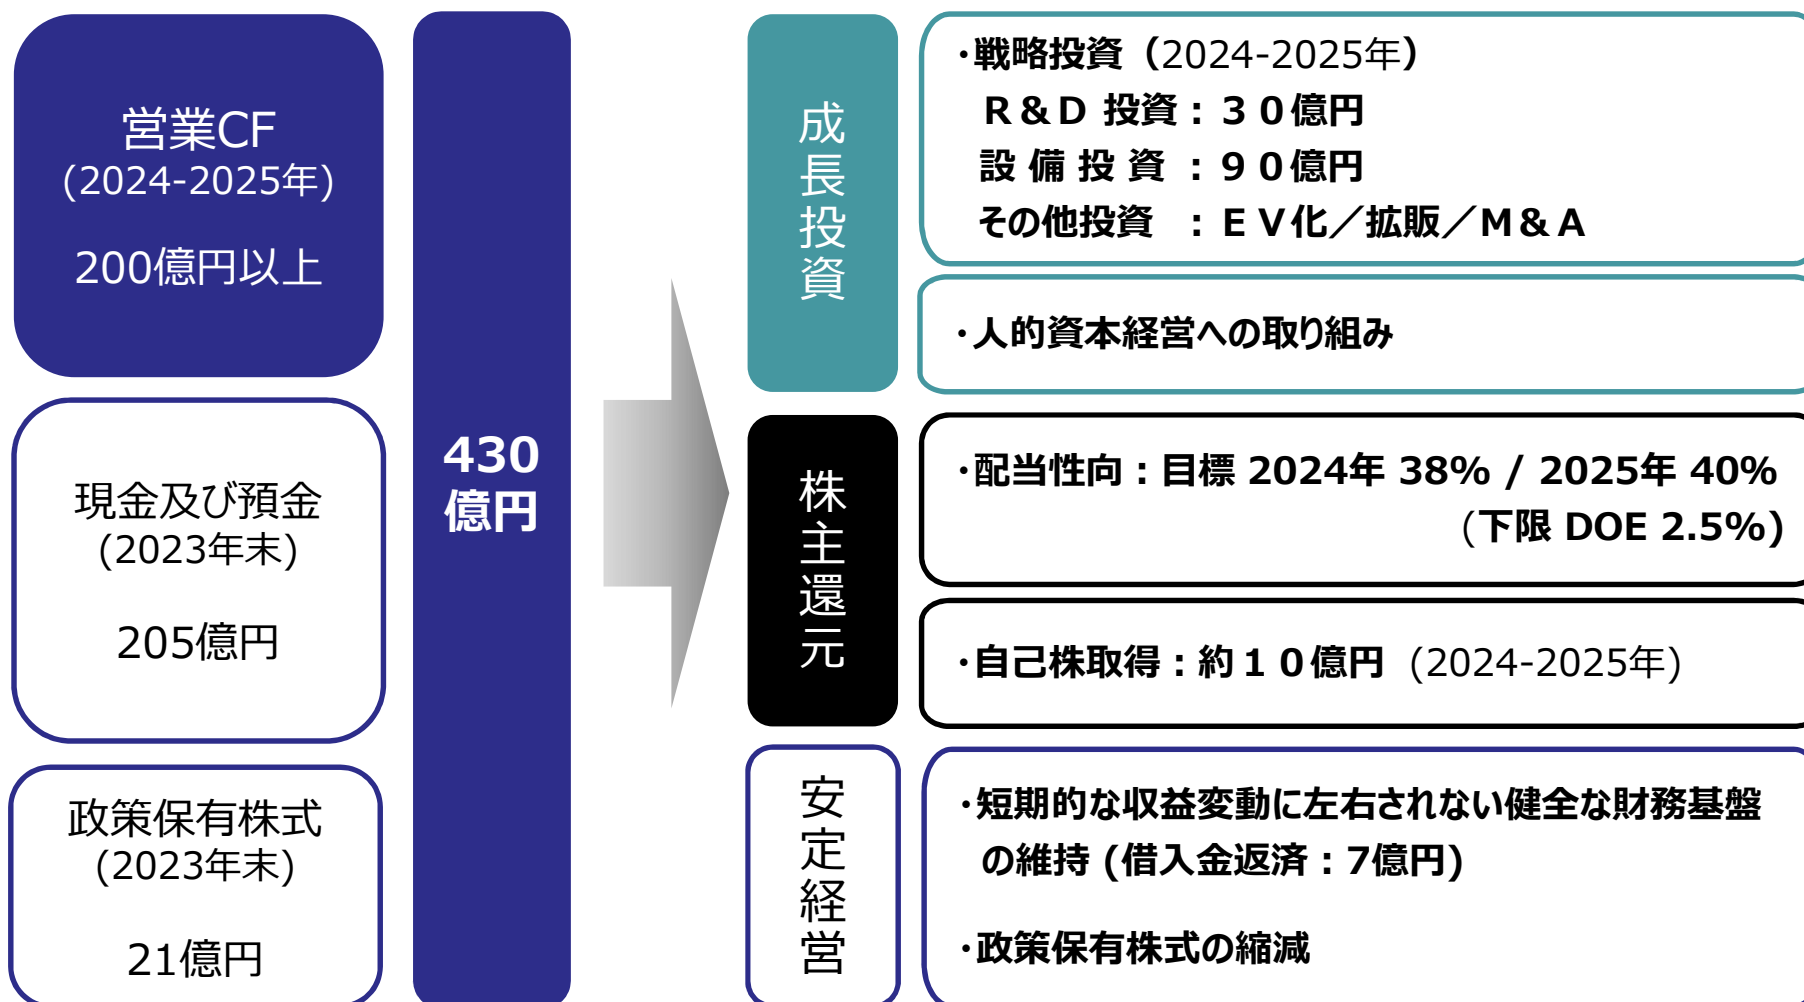 営業CF
(2024-2025年)
200億円以上
現金及び預金
(2023年末)
205億円
政策保有株式
(2023年末)
21億円
430
億円
成長投資
・戦略投資（2024-2025年）
R＆D 投資：３０億円
設 備 投 資 ：９０億円
その他投資 ：ＥＶ化／拡販／M＆A
・人的資本経営への取り組み
株主還元
・配当性向：目標 2024年 38% / 2025年 40%
(下限 DOE 2.5%)
・自己株取得：約１０億円 (2024-2025年)
安定経営
・短期的な収益変動に左右されない健全な財務基盤
の維持 (借入金返済：7億円)
・政策保有株式の縮減